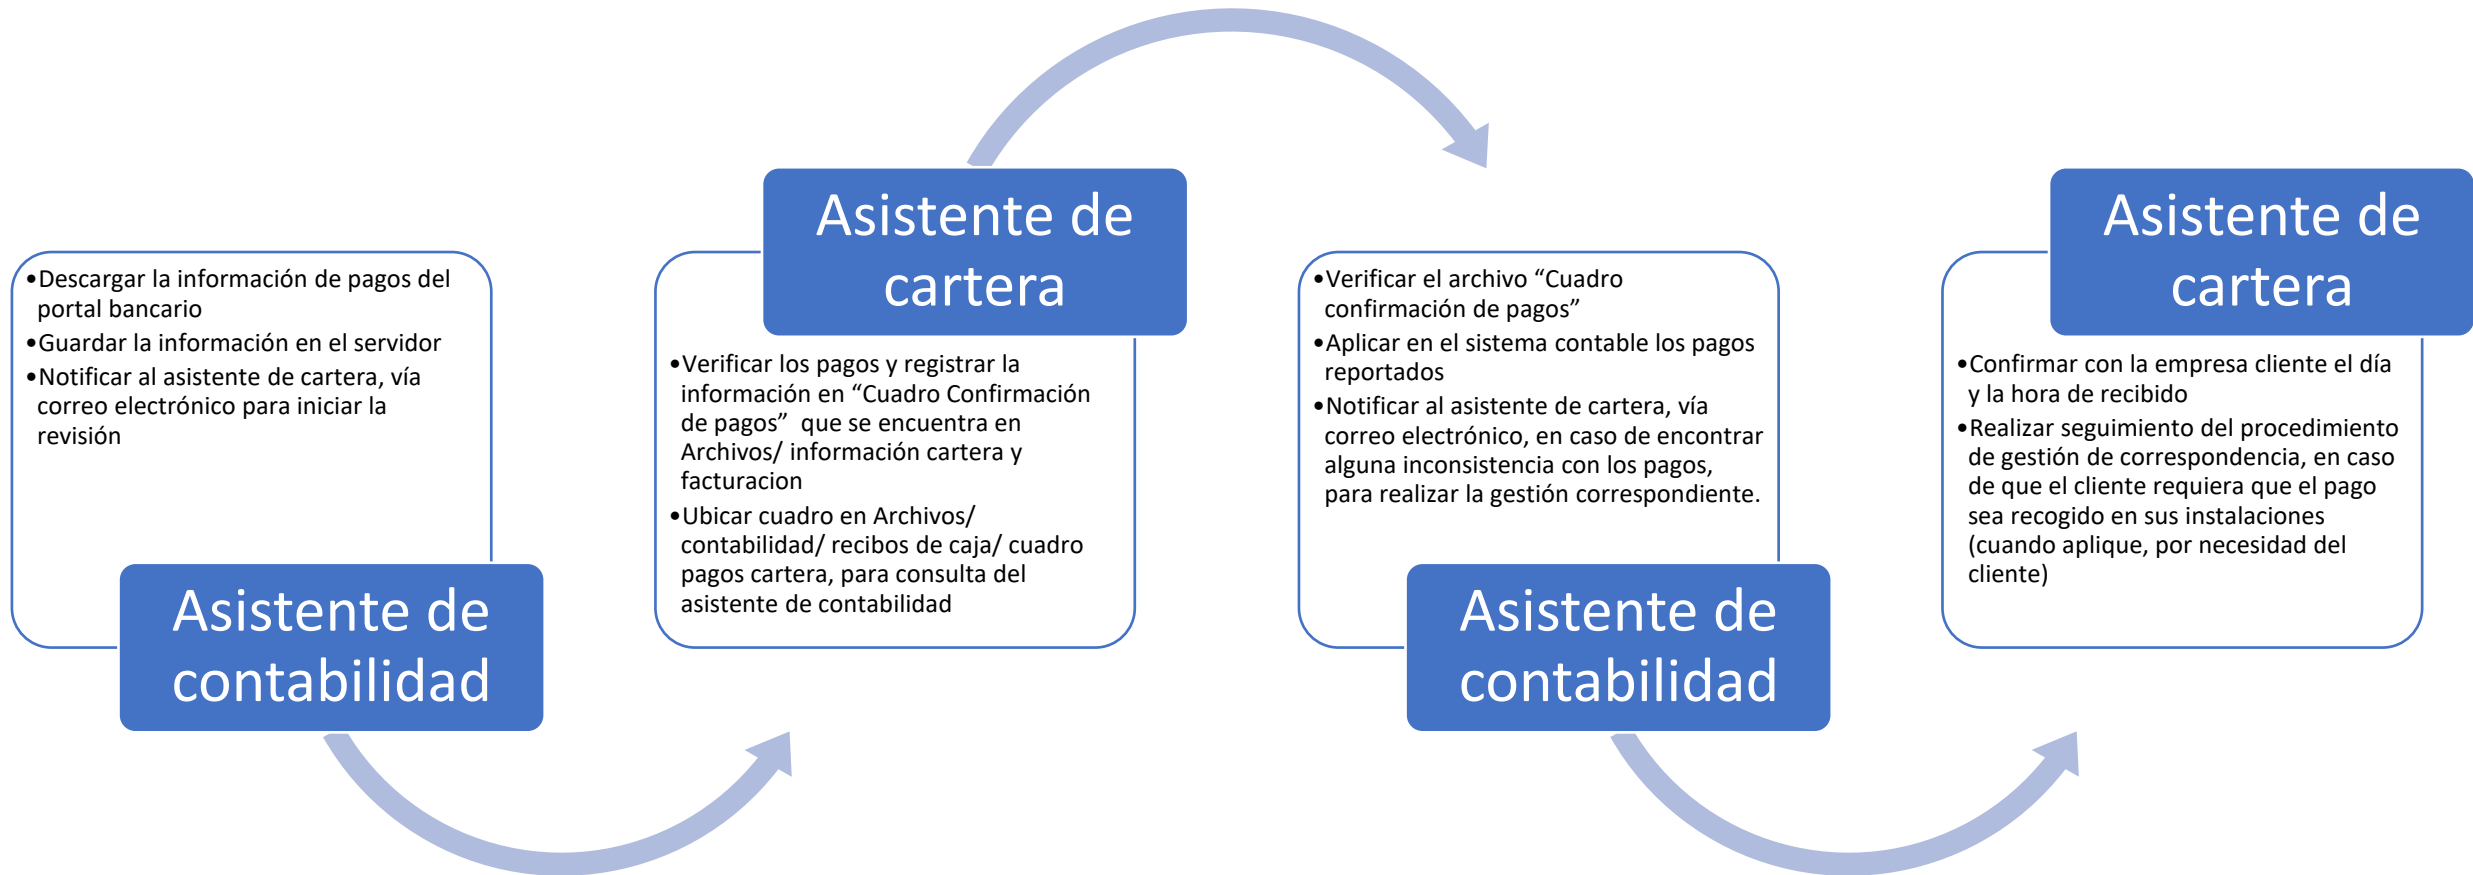 •Descargar la información de pagos del
portal bancario
•Guardar la información en el servidor
•Notificar al asistente de cartera, vía
correo electrónico para iniciar la
revisión
Asistente de
contabilidad
Asistente de
cartera
•Verificar los pagos y registrar la
información en “Cuadro Confirmación
de pagos”  que se encuentra en
Archivos/ información cartera y
facturacion
•Ubicar cuadro en Archivos/
contabilidad/ recibos de caja/ cuadro
pagos cartera, para consulta del
asistente de contabilidad
•Verificar el archivo “Cuadro
confirmación de pagos”
•Aplicar en el sistema contable los pagos
reportados
•Notificar al asistente de cartera, vía
correo electrónico, en caso de encontrar
alguna inconsistencia con los pagos,
para realizar la gestión correspondiente.
Asistente de
contabilidad
Asistente de
cartera
•Confirmar con la empresa cliente el día
y la hora de recibido
•Realizar seguimiento del procedimiento
de gestión de correspondencia, en caso
de que el cliente requiera que el pago
sea recogido en sus instalaciones
(cuando aplique, por necesidad del
cliente)